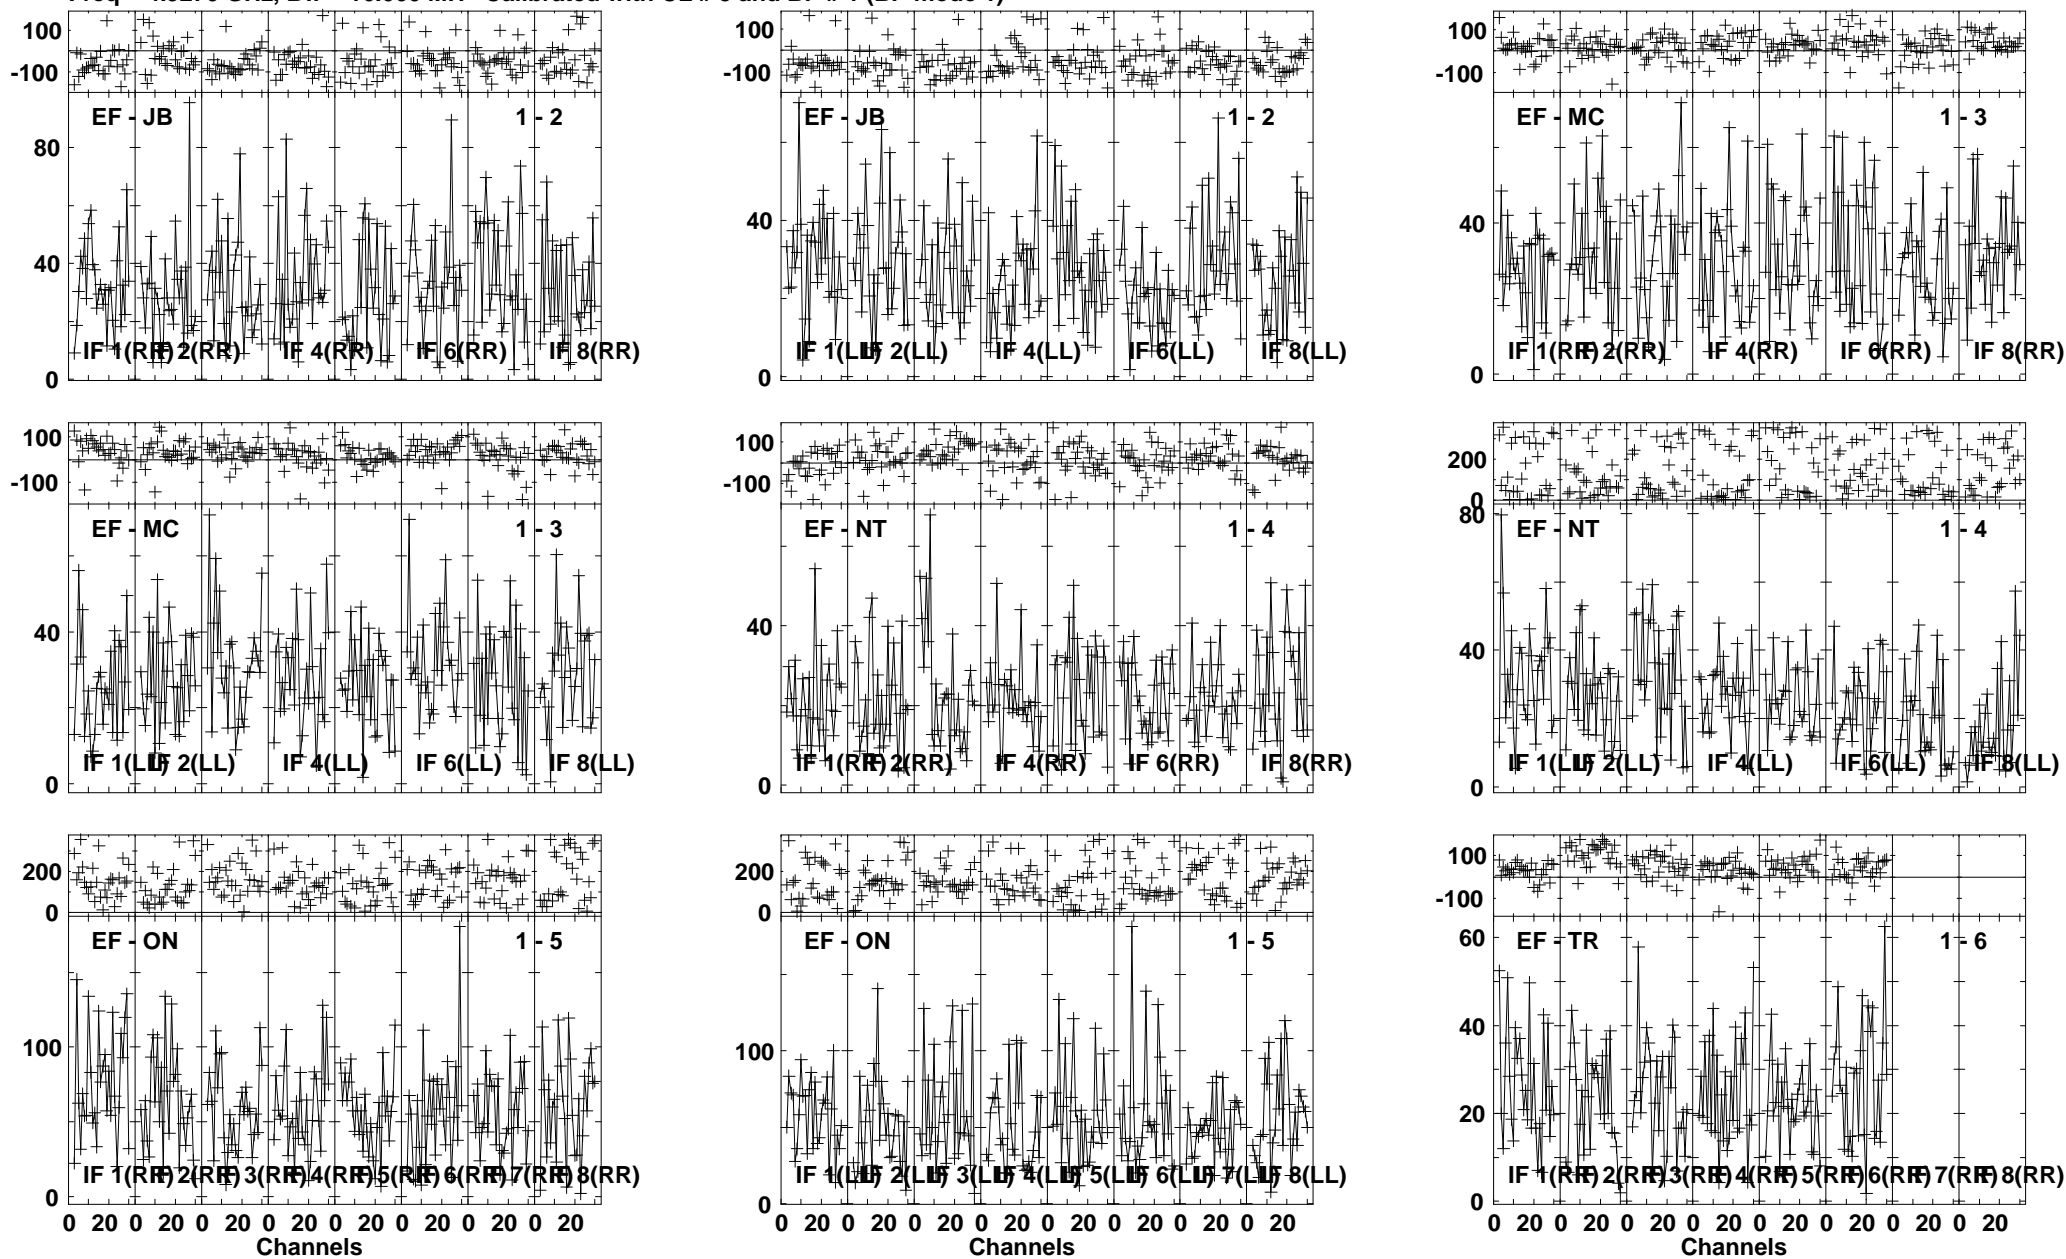 100
-100
EF - JB 1 - 2
80
40
0
IF 1(RR) IF 2(RR) IF 4(RR) IF 6(RR) IF 8(RR)
100
-100
EF - JB 1 - 2
40
0
IF 1(LL) IF 2(LL) IF 4(LL) IF 6(LL) IF 8(LL)
100
-100
EF - MC 1 - 3
40
0
IF 1(RR) IF 2(RR) IF 4(RR) IF 6(RR) IF 8(RR)
100
-100
EF - MC 1 - 3
40
0
IF 1(LL) IF 2(LL) IF 4(LL) IF 6(LL) IF 8(LL)
100
-100
EF - NT 1 - 4
40
0
IF 1(RR) IF 2(RR) IF 4(RR) IF 6(RR) IF 8(RR)
200
0
80
EF - NT 1 - 4
40
0
IF 1(LL) IF 2(LL) IF 4(LL) IF 6(LL) IF 8(LL)
200
0
EF - ON 1 - 5
100
0
IF 1(RR) IF 2(RR) IF 3(RR) IF 4(RR) IF 5(RR) IF 6(RR) IF 7(RR) IF 8(RR)
0 20 0 20 0 20 0 20 0 20 0 20 0 20 0 20
Channels
200
0
EF - ON 1 - 5
100
0
IF 1(LL) IF 2(LL) IF 3(LL) IF 4(LL) IF 5(LL) IF 6(LL) IF 7(LL) IF 8(LL)
0 20 0 20 0 20 0 20 0 20 0 20 0 20 0 20
Channels
100
-100
EF - TR 1 - 6
60
40
20
0
IF 1(RR) IF 2(RR) IF 3(RR) IF 4(RR) IF 5(RR) IF 6(RR) IF 7(RR) IF 8(RR)
0 20 0 20 0 20 0 20 0 20 0 20 0 20 0 20
Channels